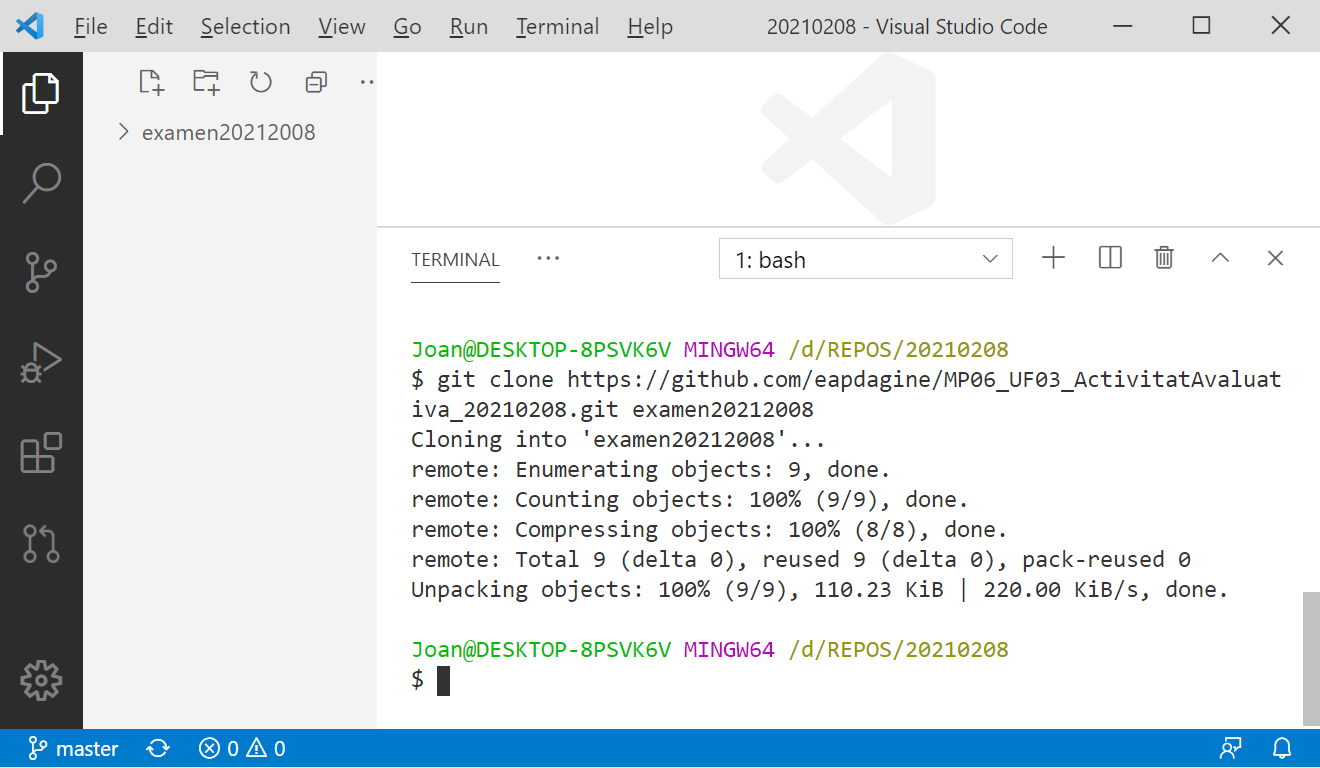 File Edit Selection View Go Run Terminal Help 20210208 - Visual Studio Code
examen20212008
TERMINAL ··· 1: bash
Joan@DESKTOP-8PSVK6V MINGW64 /d/REPOS/20210208
$ git clone https://github.com/eapdagine/MP06_UF03_ActivitatAvaluat
iva_20210208.git examen20212008
Cloning into 'examen20212008'...
remote: Enumerating objects: 9, done.
remote: Counting objects: 100% (9/9), done.
remote: Compressing objects: 100% (8/8), done.
remote: Total 9 (delta 0), reused 9 (delta 0), pack-reused 0
Unpacking objects: 100% (9/9), 110.23 KiB | 220.00 KiB/s, done.
Joan@DESKTOP-8PSVK6V MINGW64 /d/REPOS/20210208
$
master 0 0